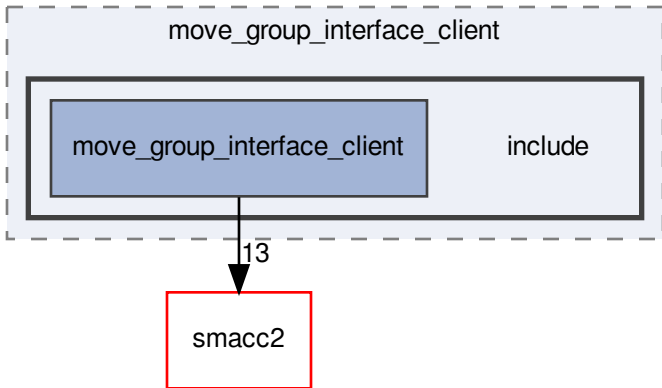 move_group_interface_client
move_group_interface_client
include
13
smacc2